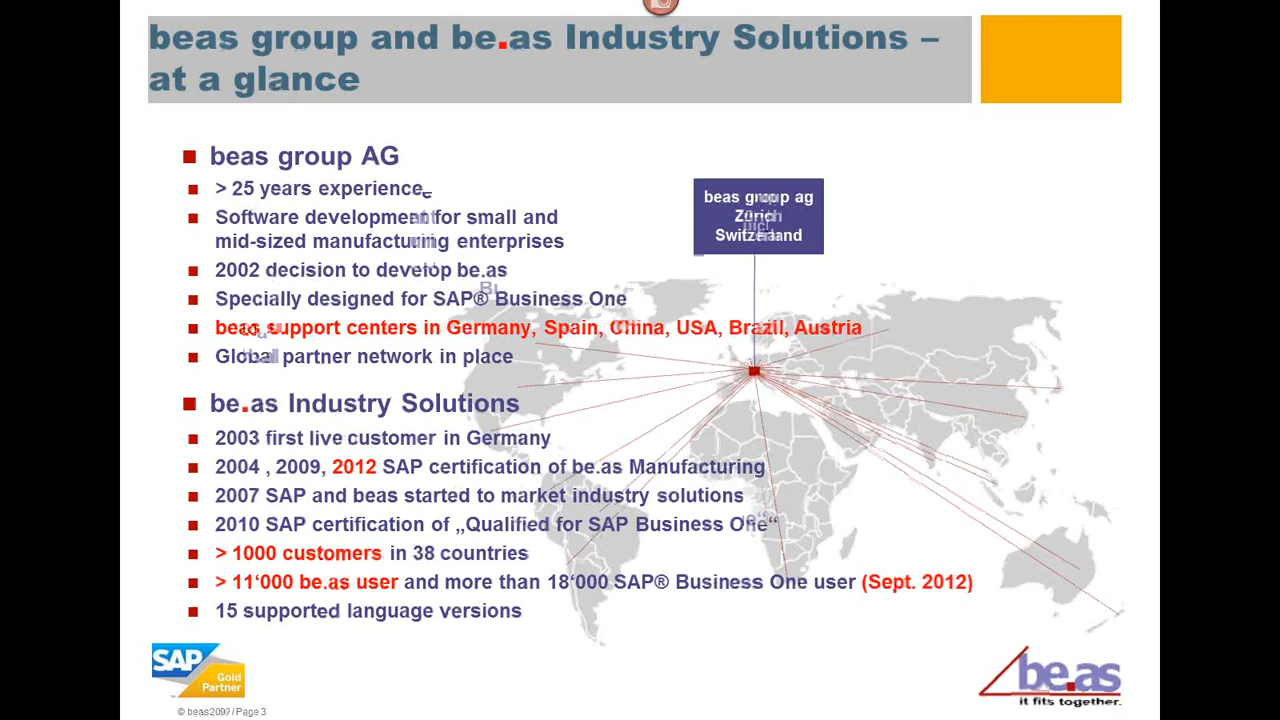 beas group and be.as Industry Solutions –
at a glance
beas group AG
> 25 years experience
Software development for small and
mid-sized manufacturing enterprises
2002 decision to develop be.as
Specially designed for SAP® Business One
beas support centers in Germany, Spain, China, USA, Brazil, Austria
Global partner network in place
beas group ag
Zürich
Switzerland
be.as Industry Solutions
2003 first live customer in Germany
2004 , 2009, 2012 SAP certification of be.as Manufacturing
2007 SAP and beas started to market industry solutions
2010 SAP certification of „Qualified for SAP Business One“
> 1000 customers in 38 countries
> 11‘000 be.as user and more than 18‘000 SAP® Business One user (Sept. 2012)
15 supported language versions
SAP
Gold
Partner
be.as
it fits together.
© / Page 3